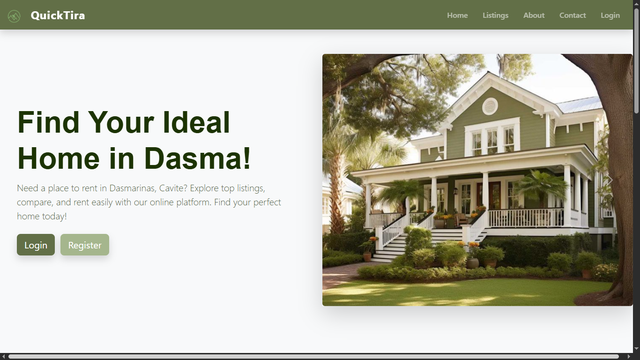 QuickTira
Home Listings About Contact Login
Find Your Ideal
Home in Dasma!
Need a place to rent in Dasmarinas, Cavite? Explore top listings,
compare, and rent easily with our online platform. Find your perfect
home today!
Login Register